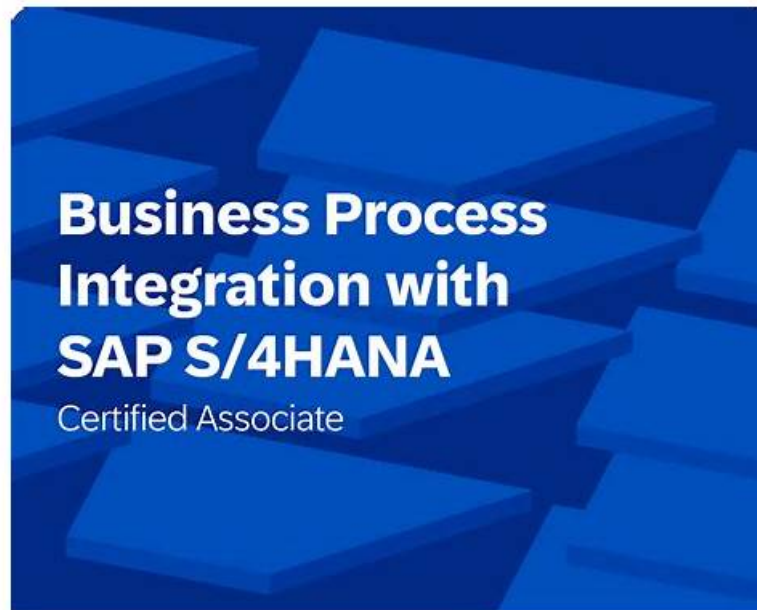 Business Process
Integration with
SAP S/4HANA
Certified Associate